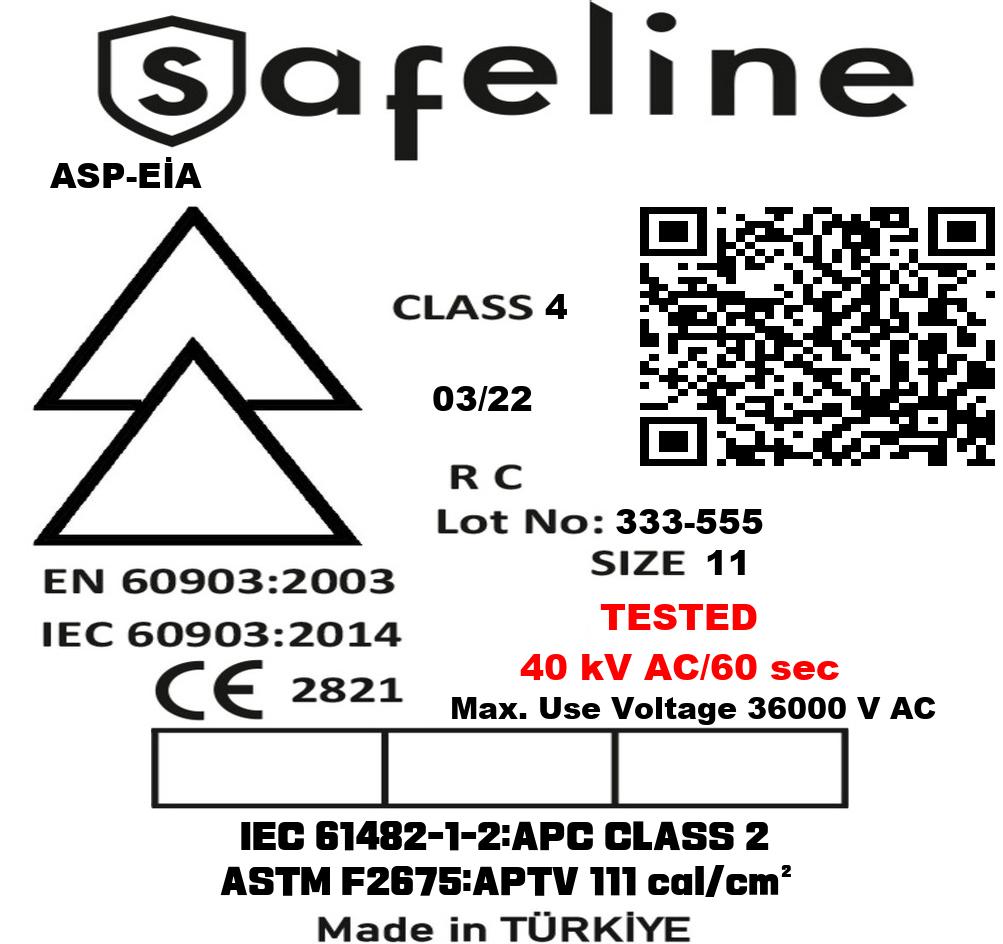 safeline
ASP-EİA
CLASS 4
03/22
R C
Lot No: 333-555
SIZE 11
EN 60903:2003
IEC 60903:2014
TESTED
40 kV AC/60 sec
CE 2821
Max. Use Voltage 36000 V AC
IEC 61482-1-2:APC CLASS 2
ASTM F2675:APTV 111 cal/cm²
Made in TÜRKİYE